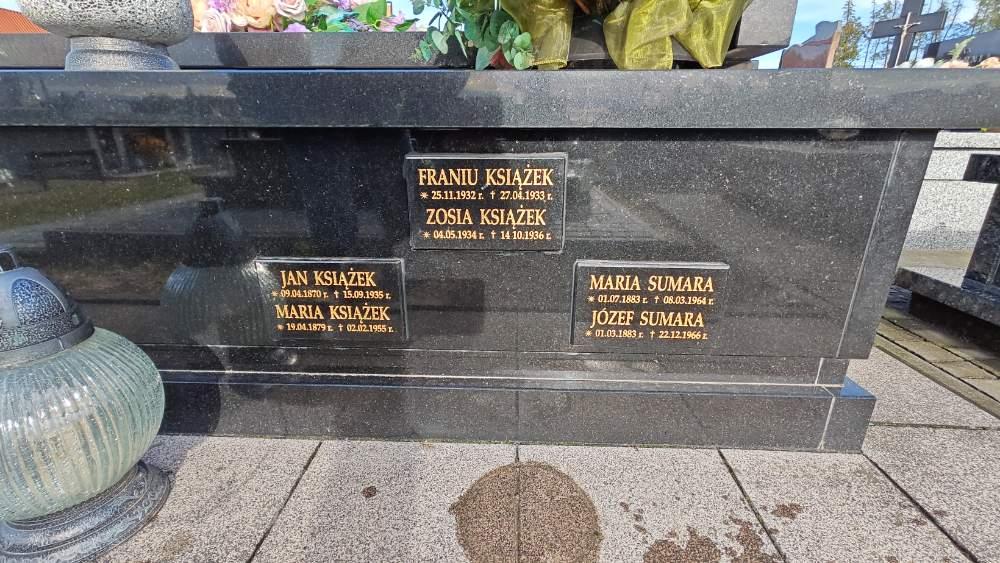 FRANIU KSIĄŻEK
* 25.11.1932 r. † 27.04.1933 r.
ZOSIA KSIĄŻEK
* 04.05.1934 r. † 14.10.1936 r.
JAN KSIĄŻEK
* 09.04.1870 r. † 15.09.1935 r.
MARIA KSIĄŻEK
* 19.04.1879 r. † 02.02.1955 r.
MARIA SUMARA
* 01.07.1883 r. † 08.03.1964 r.
JÓZEF SUMARA
* 01.03.1883 r. † 22.12.1966 r.